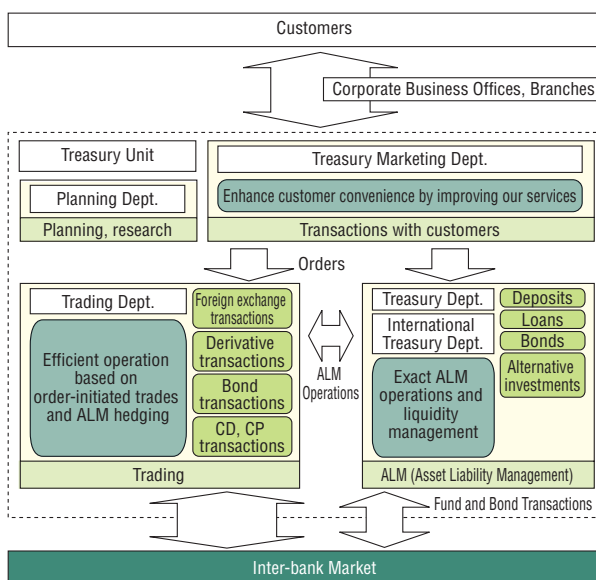 Customers
Corporate Business Offices, Branches
Treasury Unit
Planning Dept.
Planning, research
Treasury Marketing Dept.
Enhance customer convenience by improving our services
Transactions with customers
Orders
Trading Dept.
Efficient operation
based on
order-initiated trades
and ALM hedging
Foreign exchange
transactions
Derivative
transactions
Bond
transactions
CD, CP
transactions
Trading
ALM
Operations
Treasury Dept.
International
Treasury Dept.
Exact ALM
operations and
liquidity
management
Deposits
Loans
Bonds
Alternative
investments
ALM (Asset Liability Management)
Fund and Bond Transactions
Inter-bank Market